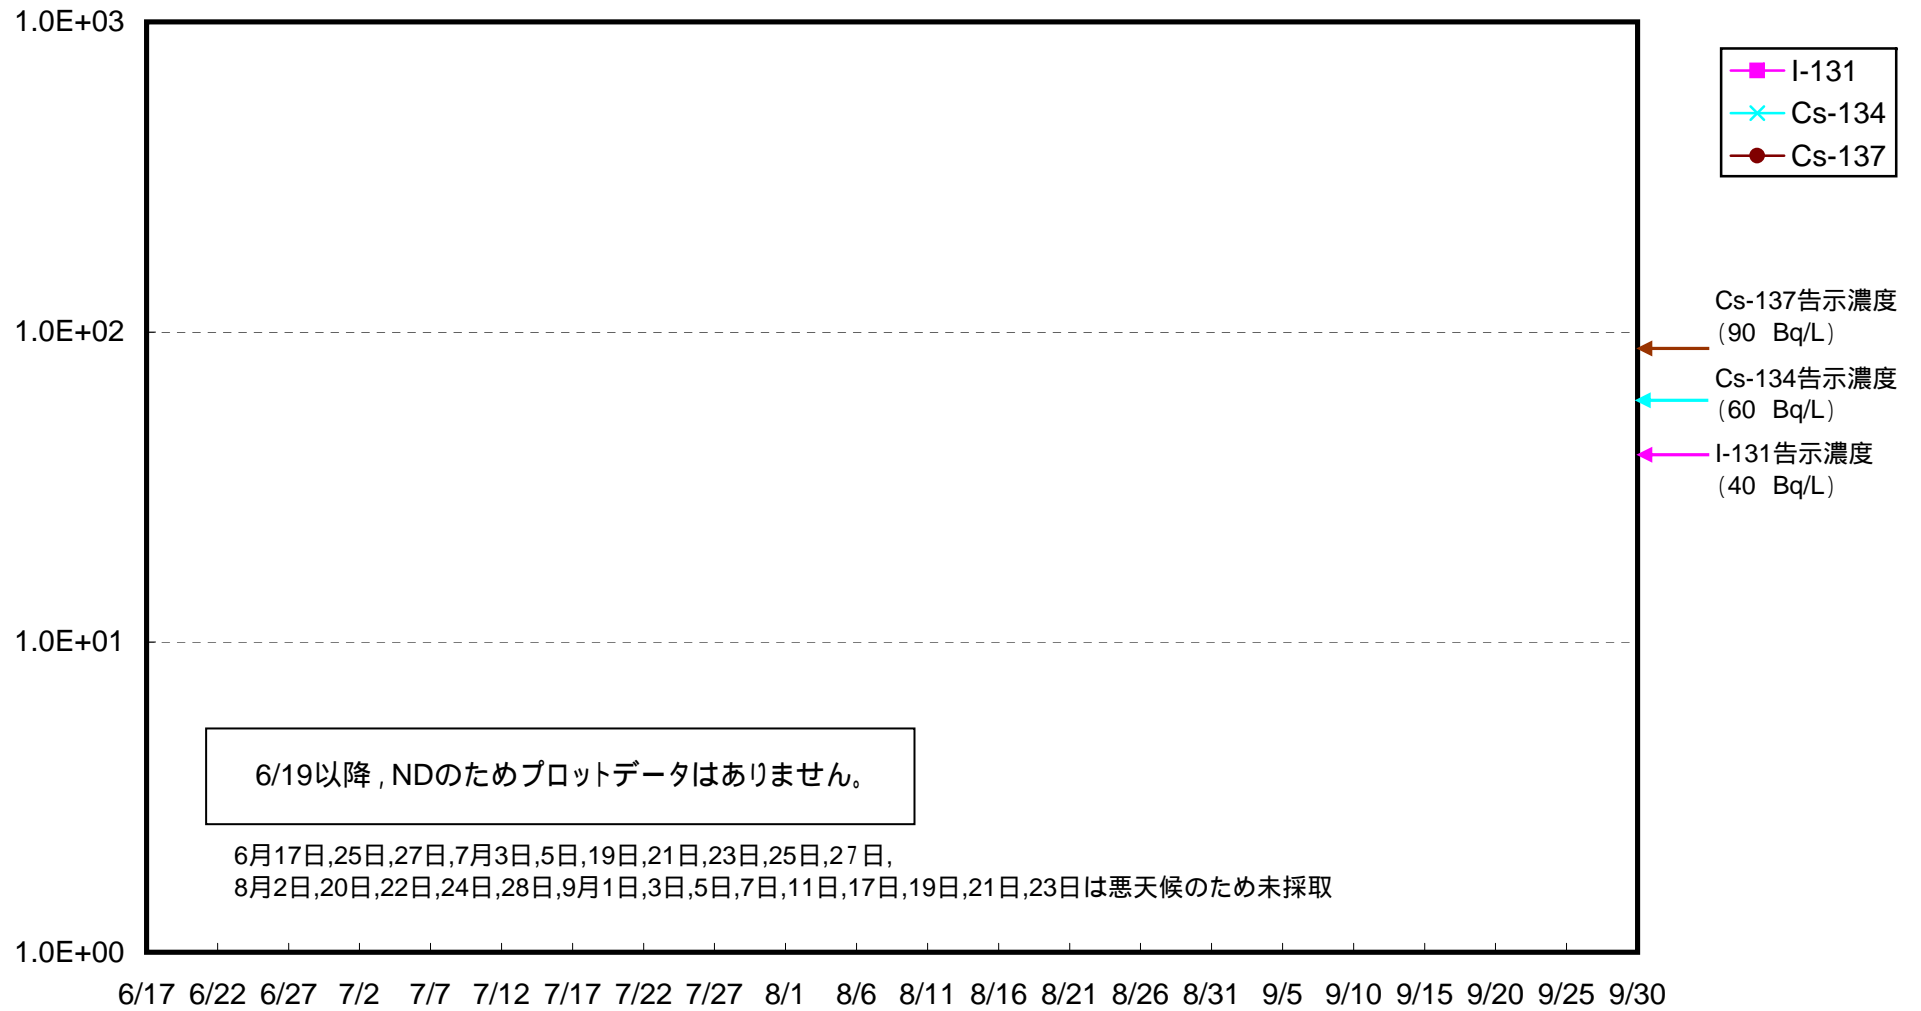 1.0E+03
1.0E+02
1.0E+01
1.0E+00
I-131
Cs-134
Cs-137
Cs-137告示濃度
(90 Bq/L)
Cs-134告示濃度
(60 Bq/L)
I-131告示濃度
(40 Bq/L)
6/19以降,NDのためプロットデータはありません。
6月17日,25日,27日,7月3日,5日,19日,21日,23日,25日,27日,
8月2日,20日,22日,24日,28日,9月1日,3日,5日,7日,11日,17日,19日,21日,23日は悪天候のため未採取
6/17 6/22 6/27 7/2 7/7 7/12 7/17 7/22 7/27 8/1 8/6 8/11 8/16 8/21 8/26 8/31 9/5 9/10 9/15 9/20 9/25 9/30